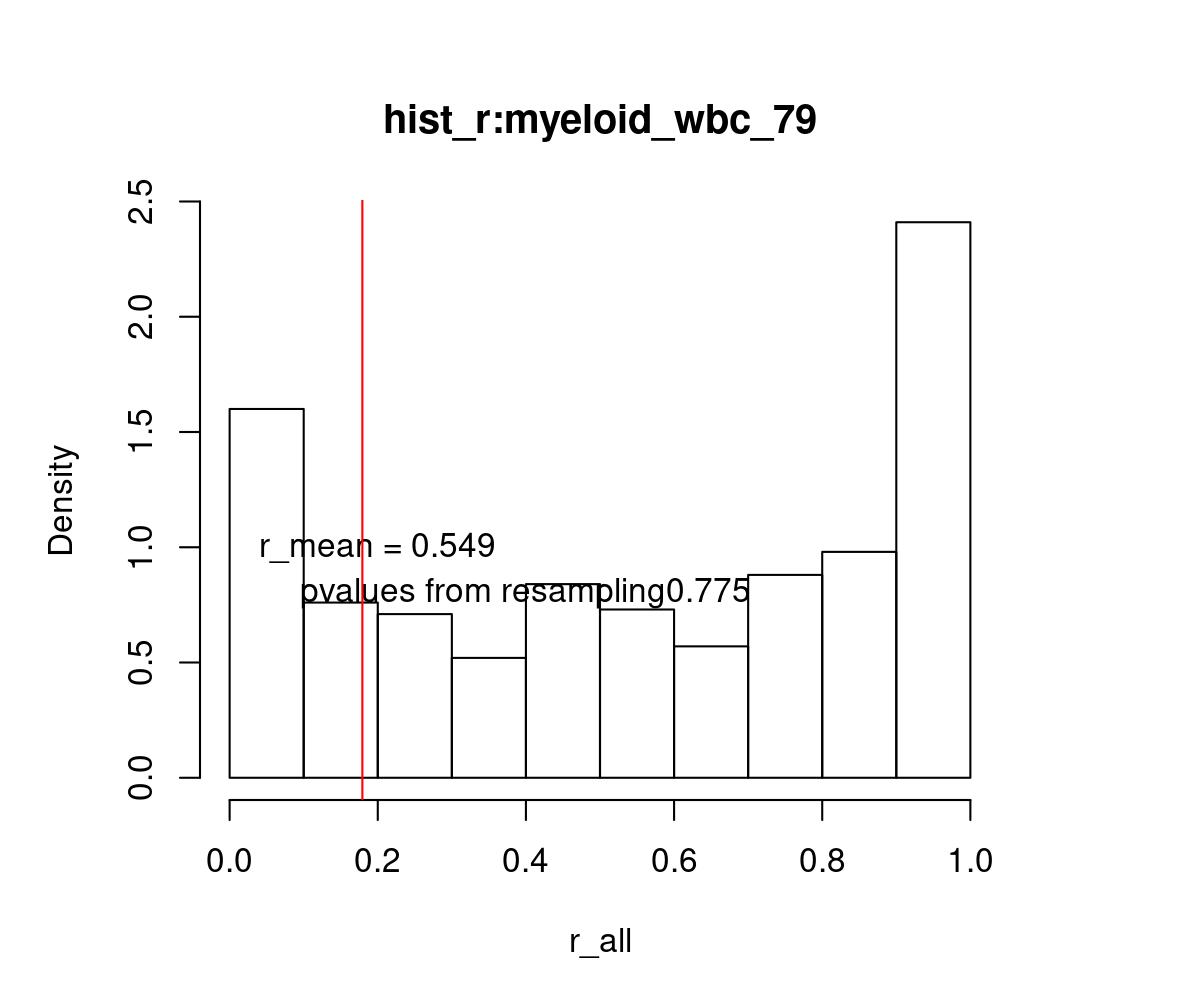 hist_r:myeloid_wbc_79
2.5
2.0
1.5
1.0
0.5
0.0
Density
r_mean = 0.549
pvalues from resampling0.775
0.0 0.2 0.4 0.6 0.8 1.0
r_all